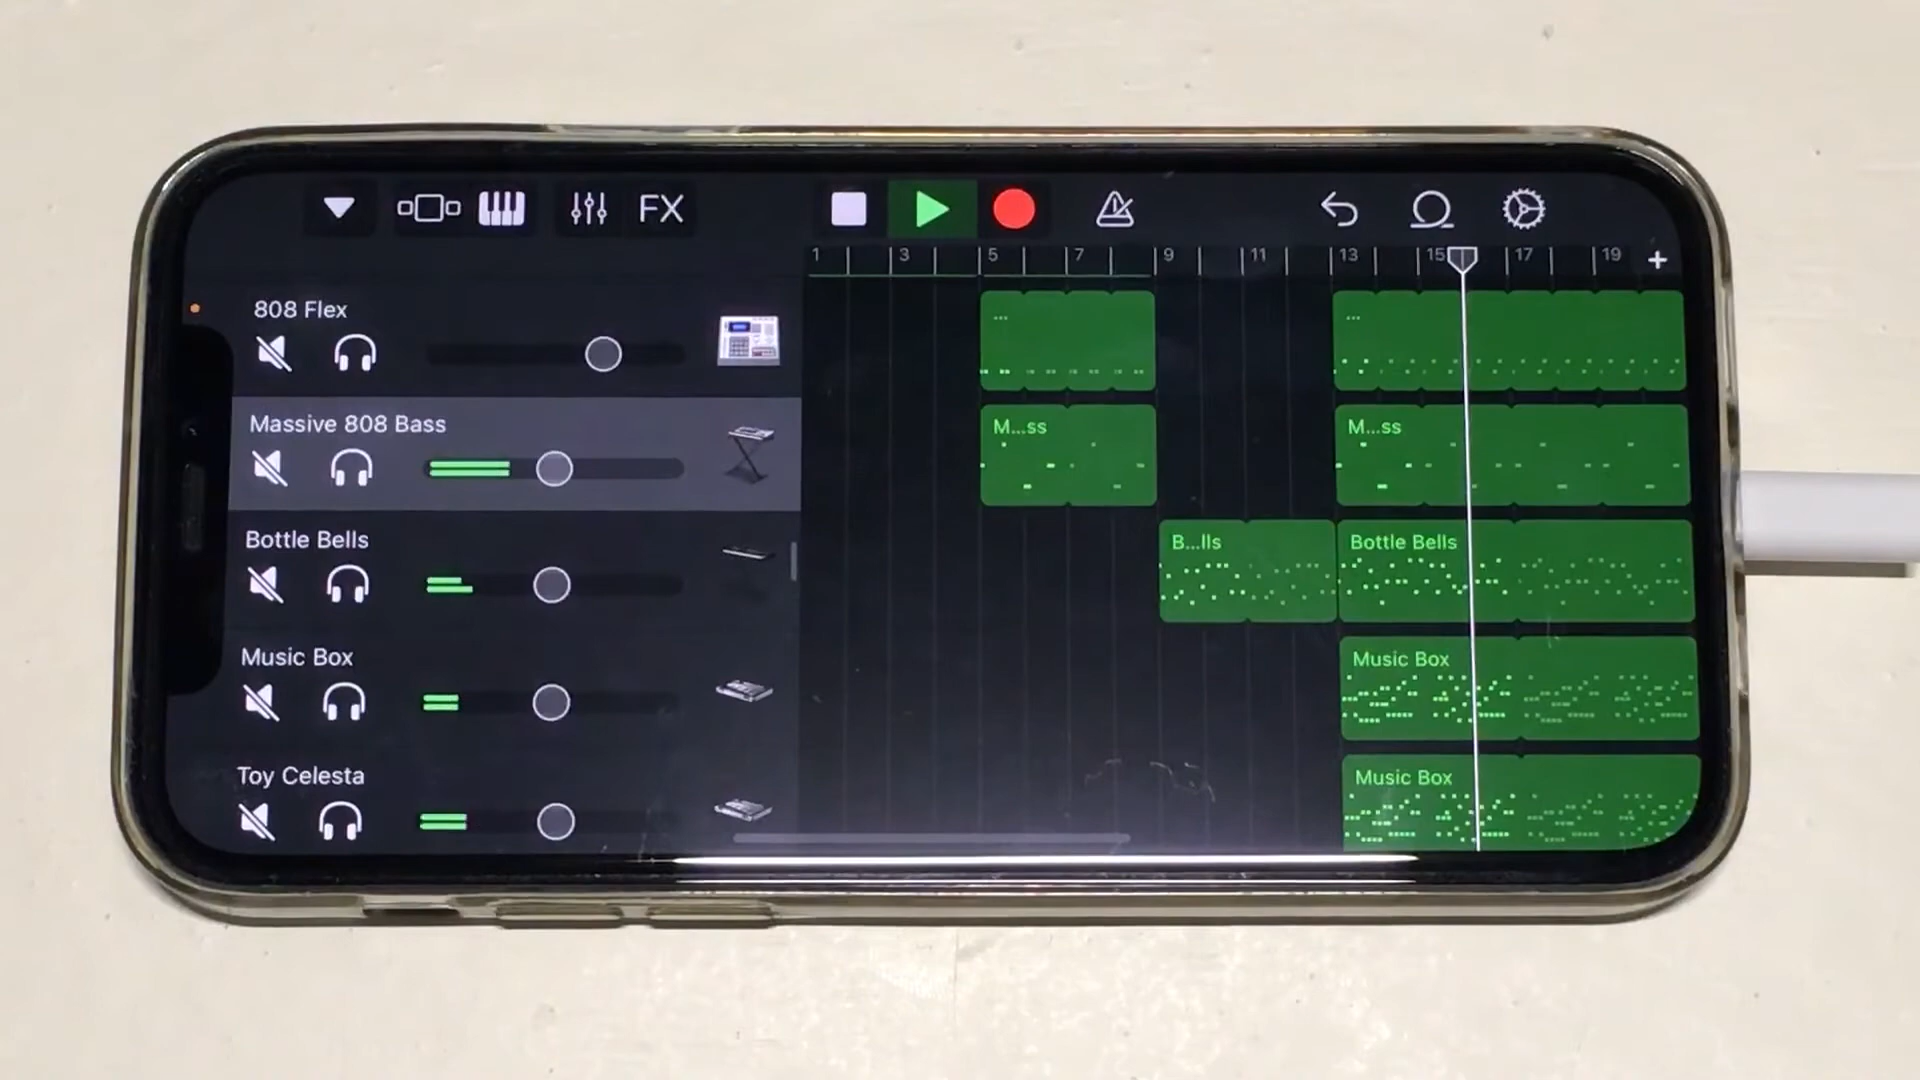 FX
1 3 5 7 9 11 13 15 17 19 +
808 Flex
...
...
Massive 808 Bass
M...ss
M...ss
Bottle Bells
B...lls
Bottle Bells
Music Box
Music Box
Toy Celesta
Music Box